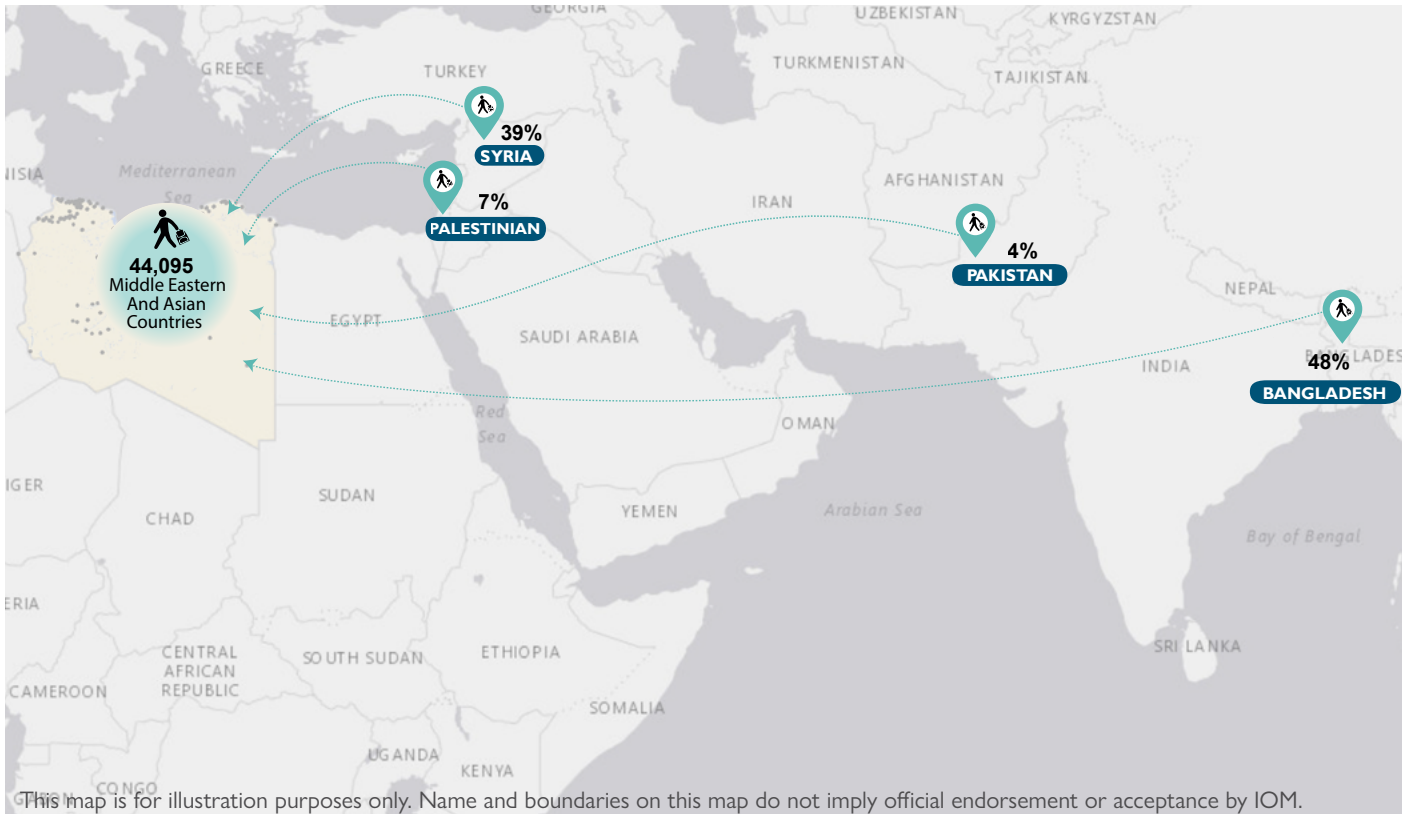 GEORGIA
UZBEKISTAN
KYRGYZSTAN
GREECE
TURKEY
TURKMENISTAN
TAJIKISTAN
39%
SYRIA
NISIA
Mediterranean
Sea
AFGHANISTAN
IRAN
7%
PALESTINIAN
4%
PAKISTAN
44,095
Middle Eastern
And Asian
Countries
NEPAL
EGYPT
SAUDI ARABIA
INDIA
BANGLADES
48%
BANGLADESH
Red
Sea
OMAN
IGER
SUDAN
CHAD
YEMEN
Arabian Sea
Bay of Bengal
ERIA
CENTRAL
AFRICAN
REPUBLIC
SOUTH SUDAN
ETHIOPIA
SRI LANKA
CAMEROON
SOMALIA
UGANDA
KENYA
CONGO
GABON
This map is for illustration purposes only. Name and boundaries on this map do not imply official endorsement or acceptance by IOM.